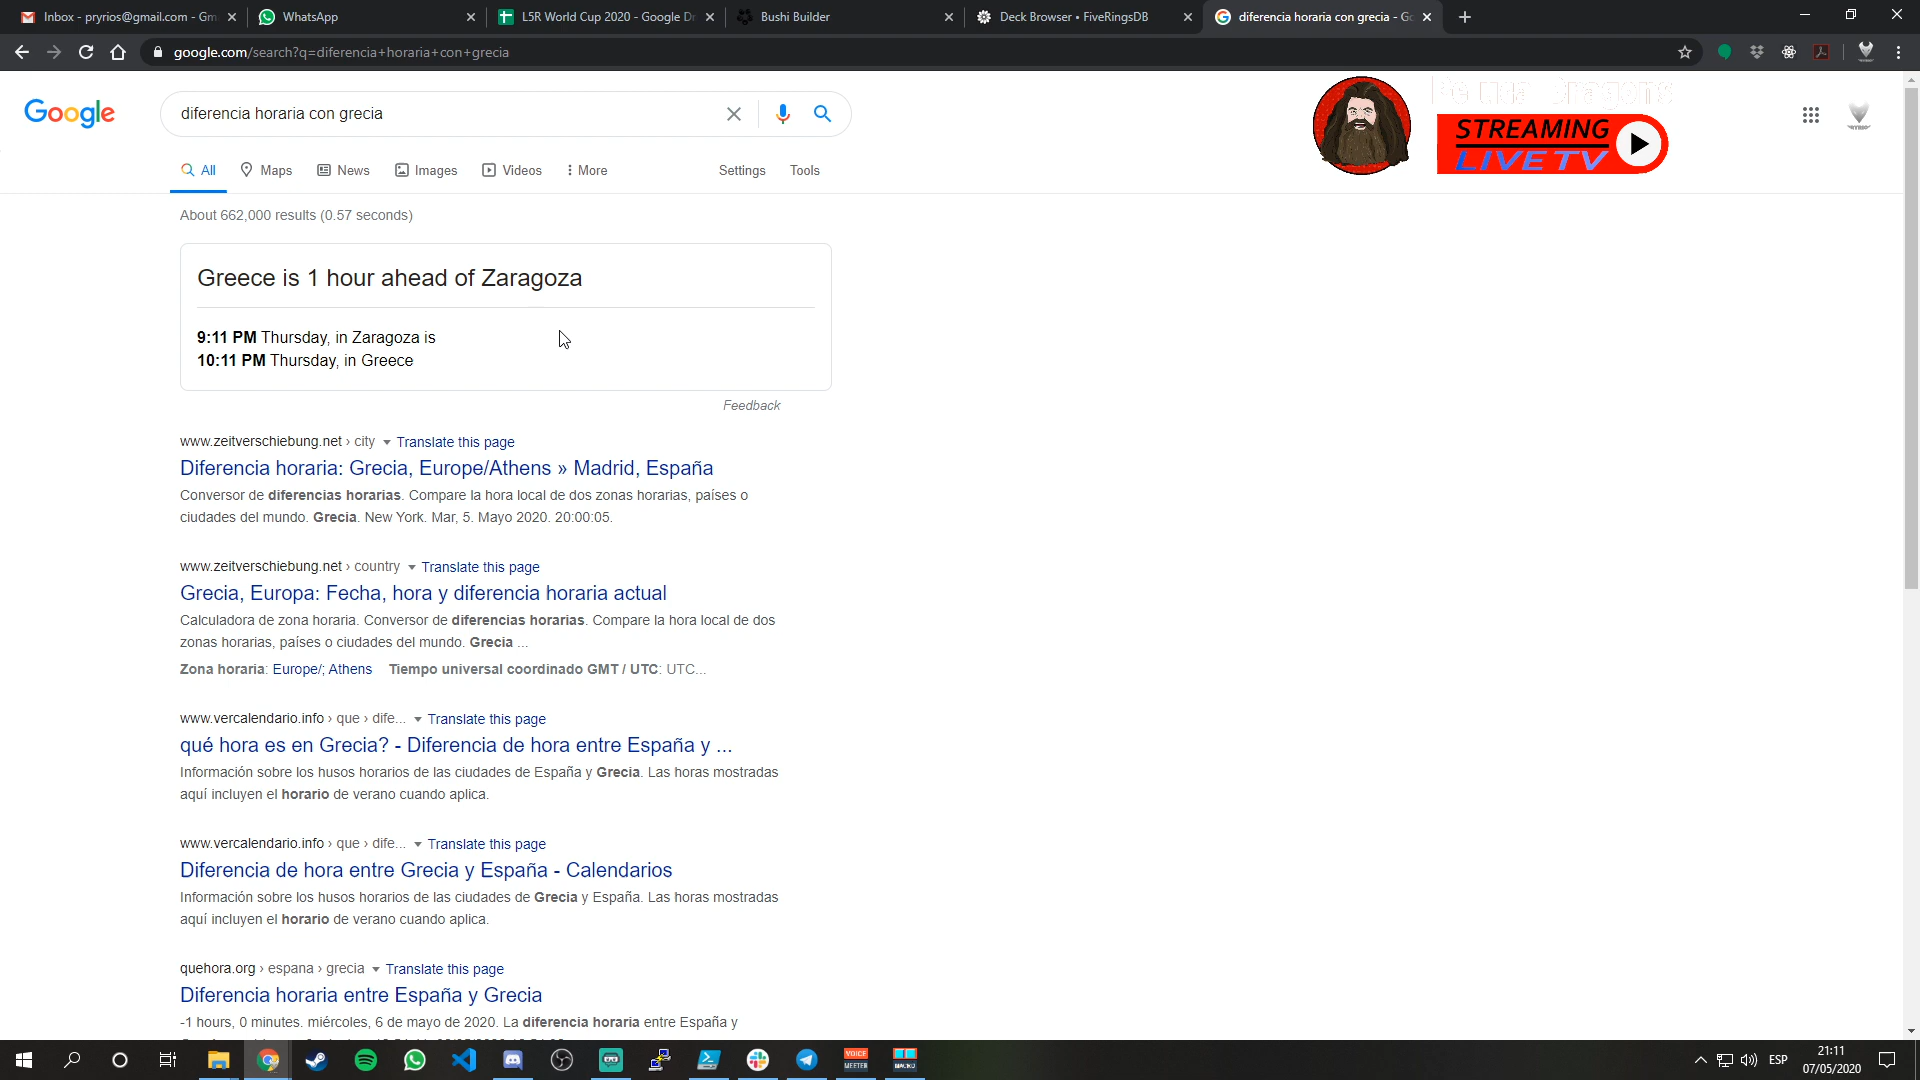 Inbox - pryrios@gmail.com - Gm
WhatsApp
L5R World Cup 2020 - Google Dr
Bushi Builder
Deck Browser • FiveRingsDB
diferencia horaria con grecia - Go
google.com/search?q=diferencia+horaria+con+grecia
Google
diferencia horaria con grecia
Peluca Dragons
STREAMING
LIVE TV
All
Maps
News
Images
Videos
More
Settings
Tools
About 662,000 results (0.57 seconds)
Greece is 1 hour ahead of Zaragoza
9:11 PM Thursday, in Zaragoza is
10:11 PM Thursday, in Greece
Feedback
www.zeitverschiebung.net › city
Translate this page
Diferencia horaria: Grecia, Europe/Athens » Madrid, España
Conversor de diferencias horarias. Compare la hora local de dos zonas horarias, países o
ciudades del mundo. Grecia. New York. Mar, 5. Mayo 2020. 20:00:05.
www.zeitverschiebung.net › country
Translate this page
Grecia, Europa: Fecha, hora y diferencia horaria actual
Calculadora de zona horaria. Conversor de diferencias horarias. Compare la hora local de dos
zonas horarias, países o ciudades del mundo. Grecia ...
Zona horaria: Europe/; Athens Tiempo universal coordinado GMT / UTC: UTC...
www.vercalendario.info › que › dife...
Translate this page
qué hora es en Grecia? - Diferencia de hora entre España y ...
Información sobre los husos horarios de las ciudades de España y Grecia. Las horas mostradas
aquí incluyen el horario de verano cuando aplica.
www.vercalendario.info › que › dife...
Translate this page
Diferencia de hora entre Grecia y España - Calendarios
Información sobre los husos horarios de las ciudades de Grecia y España. Las horas mostradas
aquí incluyen el horario de verano cuando aplica.
quehora.org › espana › grecia
Translate this page
Diferencia horaria entre España y Grecia
-1 hours, 0 minutes. miércoles, 6 de mayo de 2020. La diferencia horaria entre España y
VOICE
MEETER
MACRO
ESP
21:11
07/05/2020